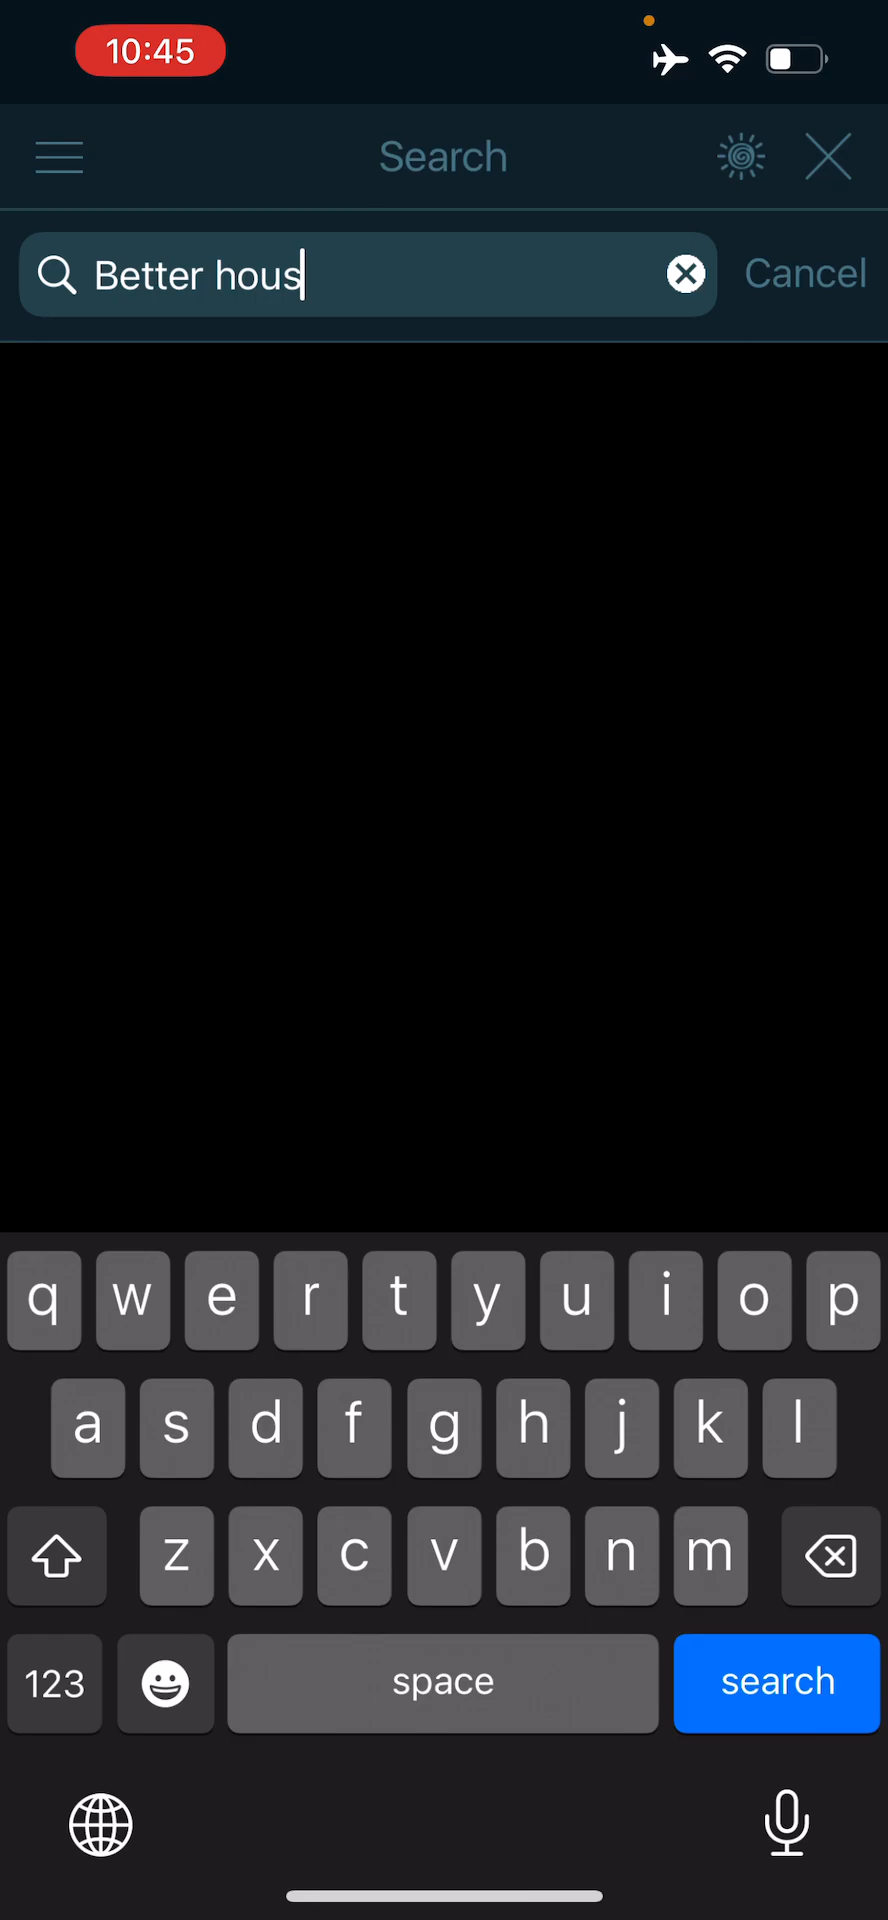 10:45
Search
Better hous
Cancel
q w e r t y u i o p
a s d f g h j k l
z x c v b n m
123 space search